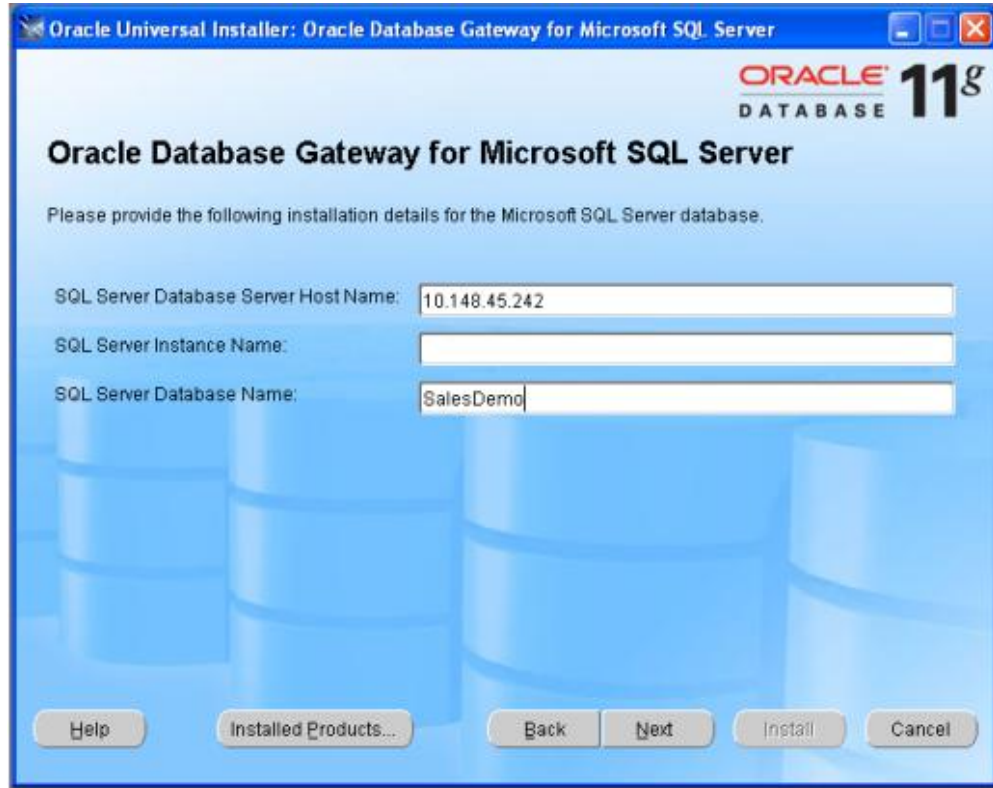 Oracle Universal Installer: Oracle Database Gateway for Microsoft SQL Server
ORACLE DATABASE 11g
Oracle Database Gateway for Microsoft SQL Server
Please provide the following installation details for the Microsoft SQL Server database.
SQL Server Database Server Host Name: 10.148.45.242
SQL Server Instance Name:
SQL Server Database Name: SalesDemo
Help Installed Products... Back Next Install Cancel